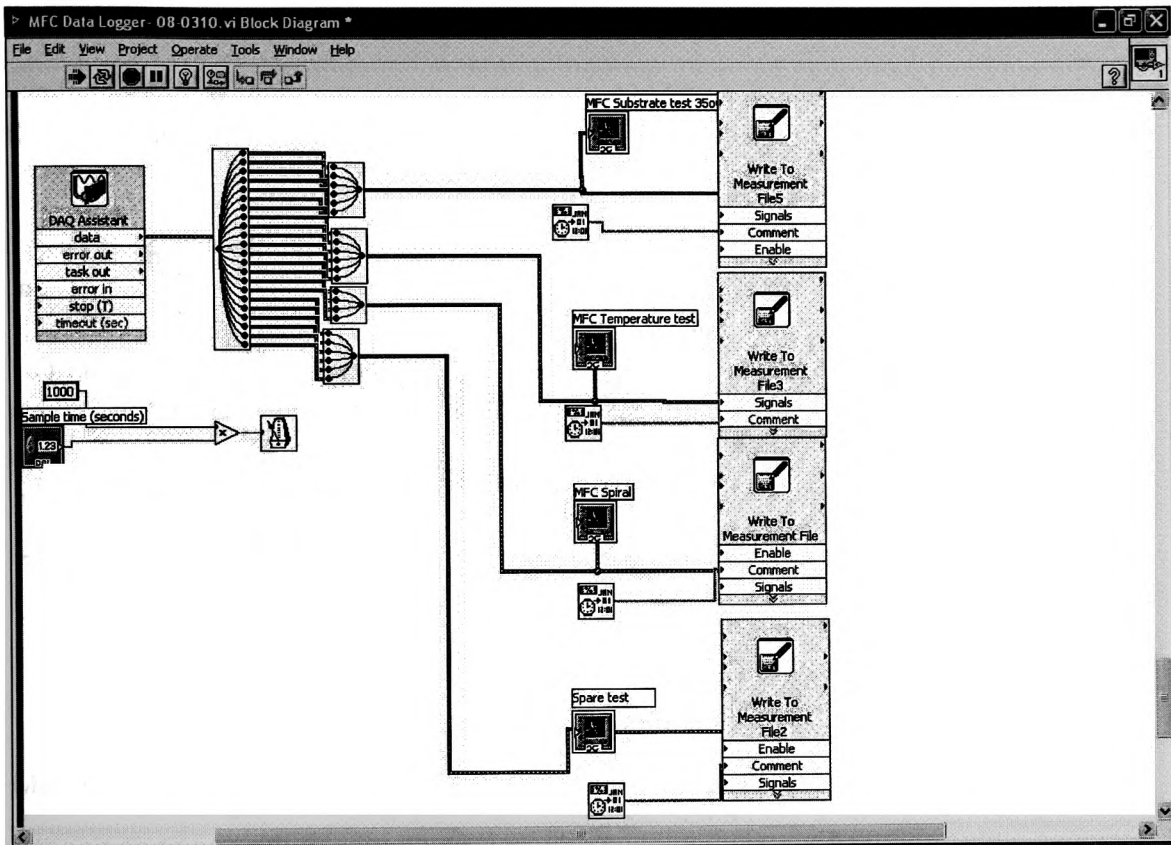 MFC Data Logger- 08-0310.vi Block Diagram *
File Edit View Project Operate Tools Window Help
MFC Substrate test 35o
Write To
Measurement
File5
Signals
Comment
Enable
DAQ Assistant
data
error out
task out
error in
stop (T)
timeout (sec)
MFC Temperature test
Write To
Measurement
File3
Signals
Comment
1000
Sample time (seconds)
1.23
MFC Spiral
Write To
Measurement File
Enable
Comment
Signals
Spare test
Write To
Measurement
File2
Enable
Comment
Signals